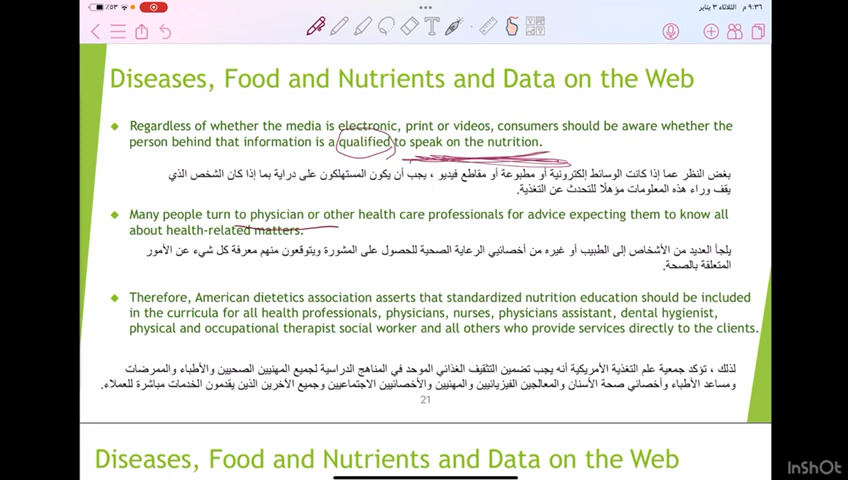 ٩:٣٦ م الثلاثاء ٣ يناير
٥٣٪
Diseases, Food and Nutrients and Data on the Web
Regardless of whether the media is electronic, print or videos, consumers should be aware whether the
person behind that information is a qualified to speak on the nutrition.
بغض النظر عما إذا كانت الوسائط إلكترونية أو مطبوعة أو مقاطع فيديو ، يجب أن يكون المستهلكون على دراية بما إذا كان الشخص الذي
يقف وراء هذه المعلومات مؤهلًا للتحدث عن التغذية.
Many people turn to physician or other health care professionals for advice expecting them to know all
about health-related matters.
يلجأ العديد من الأشخاص إلى الطبيب أو غيره من أخصائيي الرعاية الصحية للحصول على المشورة ويتوقعون منهم معرفة كل شيء عن الأمور
المتعلقة بالصحة.
Therefore, American dietetics association asserts that standardized nutrition education should be included
in the curricula for all health professionals, physicians, nurses, physicians assistant, dental hygienist,
physical and occupational therapist social worker and all others who provide services directly to the clients.
لذلك ، تؤكد جمعية علم التغذية الأمريكية أنه يجب تضمين التثقيف الغذائي الموحد في المناهج الدراسية لجميع المهنيين الصحيين والأطباء والممرضات
ومساعد الأطباء وأخصائي صحة الأسنان والمعالجين الفيزيائيين والمهنيين والأخصائيين الاجتماعيين وجميع الآخرين الذين يقدمون الخدمات مباشرة للعملاء.
21
Diseases, Food and Nutrients and Data on the Web
InShOt